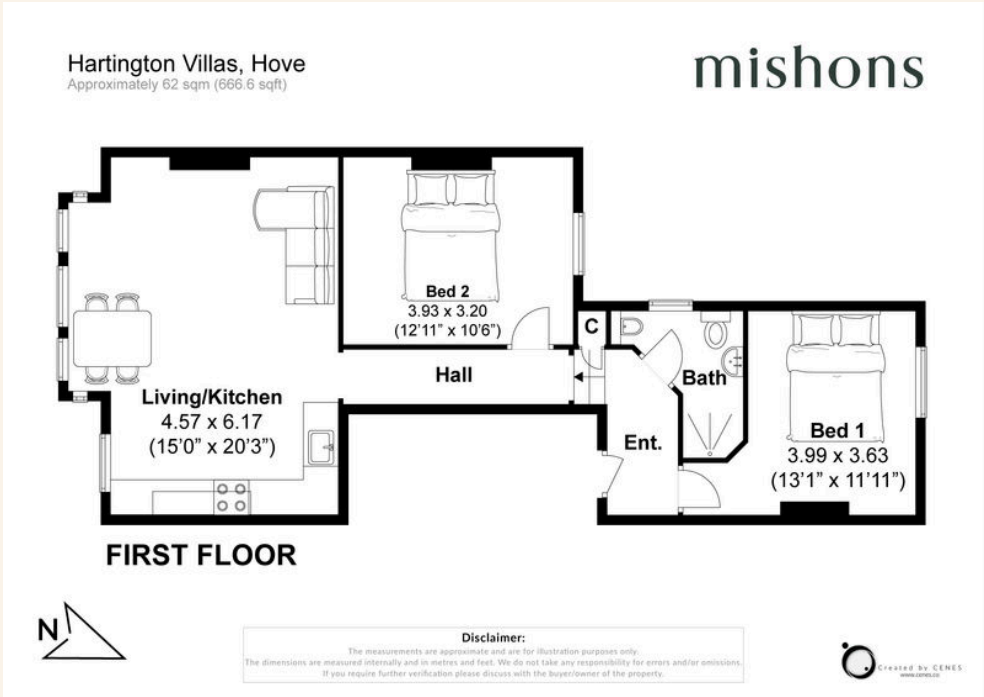 Hartington Villas, Hove
Approximately 62 sqm (666.6 sqft)
mishons
Bed 2
3.93 x 3.20
(12'11" x 10'6")
C
Hall
Bath
Living/Kitchen
4.57 x 6.17
(15'0" x 20'3")
Ent.
Bed 1
3.99 x 3.63
(13'1" x 11'11")
FIRST FLOOR
N
Disclaimer:
The measurements are approximate and are for illustration purposes only.
The dimensions are measured internally and in metres and feet. We do not take any responsibility for errors and/or omissions.
If you require further verification please discuss with the buyer/owner of the property.
Created by CENES
www.cenes.co